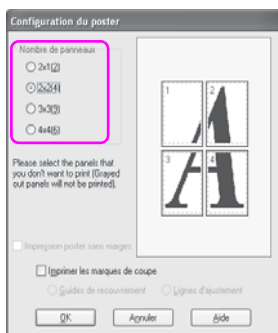 Configuration du poster
Nombre de panneaux
2x1(2)
2x2(4)
3x3(9)
4x4(6)
1
2
3
4
Please select the panels that
you don't want to print (Grayed
out panels will not be printed).
Impression poster sans marges
Imprimer les marques de coupe
Guides de recouvrement
Lignes d'ajustement
OK
Annuler
Aide